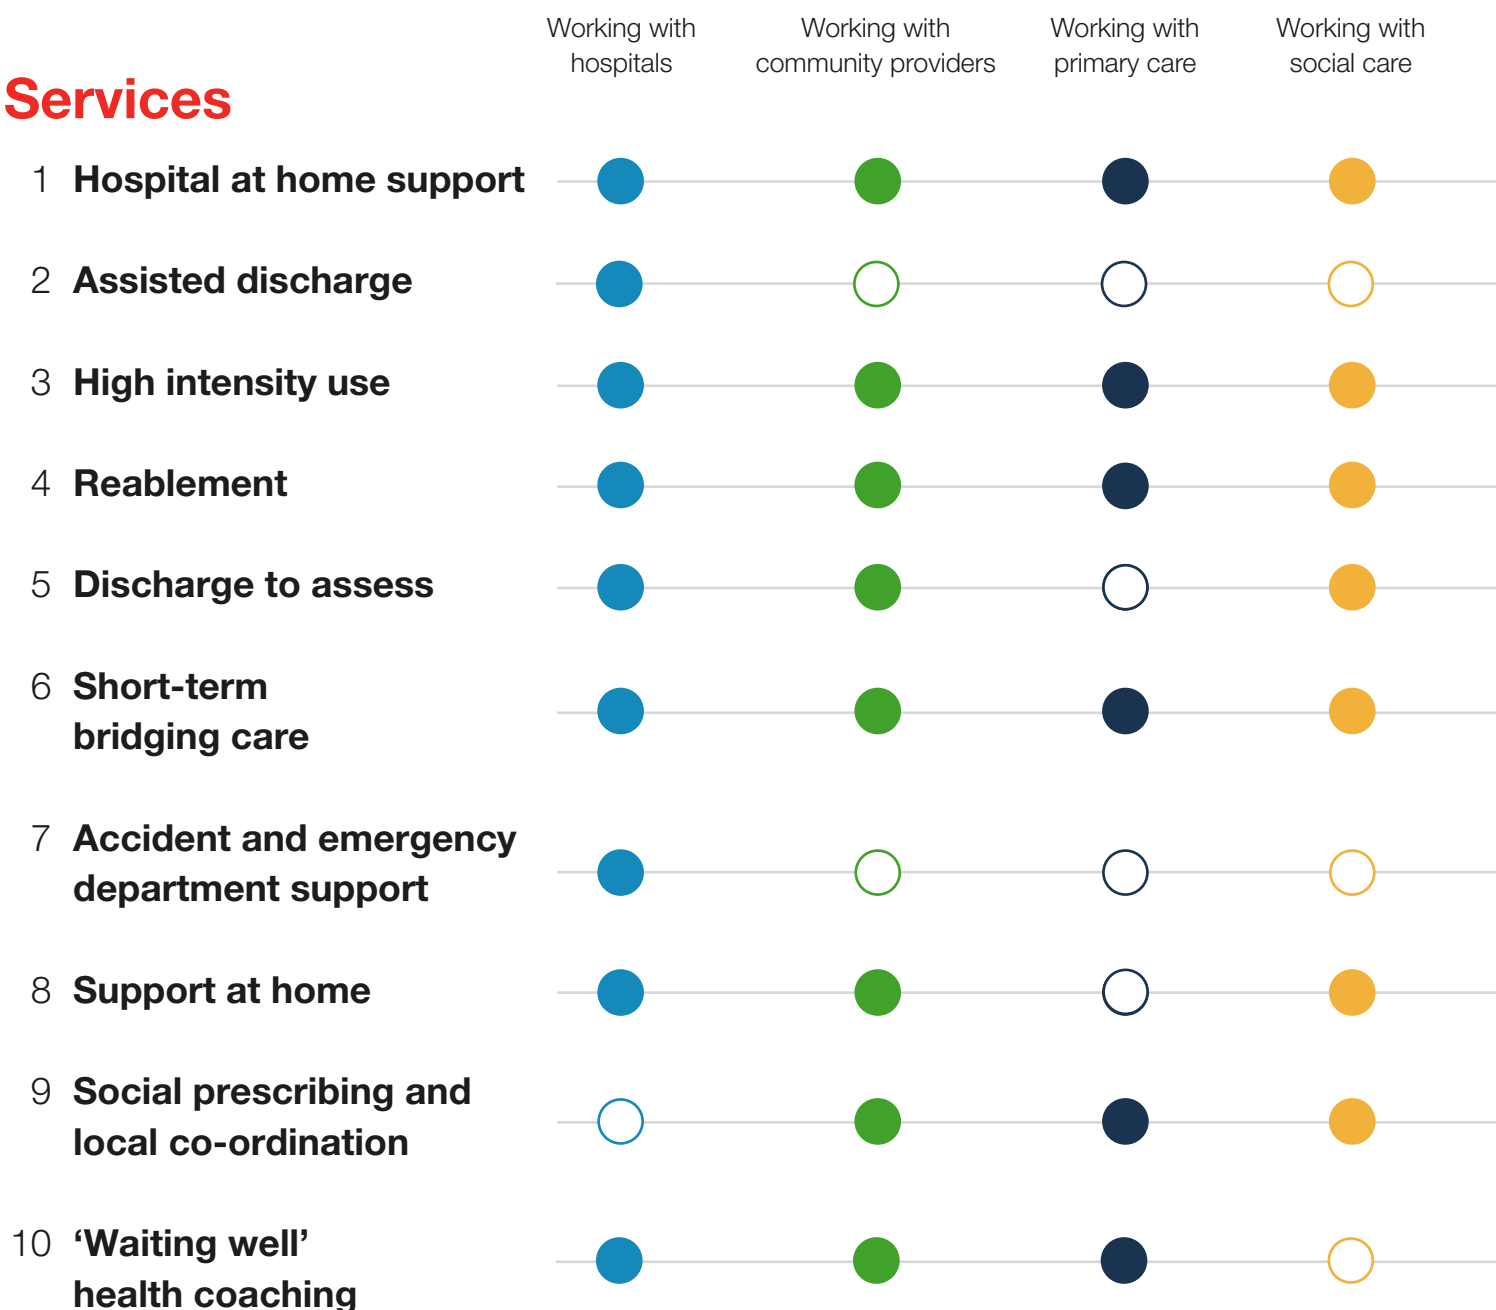 Working with
hospitals
Working with
community providers
Working with
primary care
Working with
social care
Services
1 Hospital at home support
2 Assisted discharge
3 High intensity use
4 Reablement
5 Discharge to assess
6 Short-term
bridging care
7 Accident and emergency
department support
8 Support at home
9 Social prescribing and
local co-ordination
10 ‘Waiting well’
health coaching